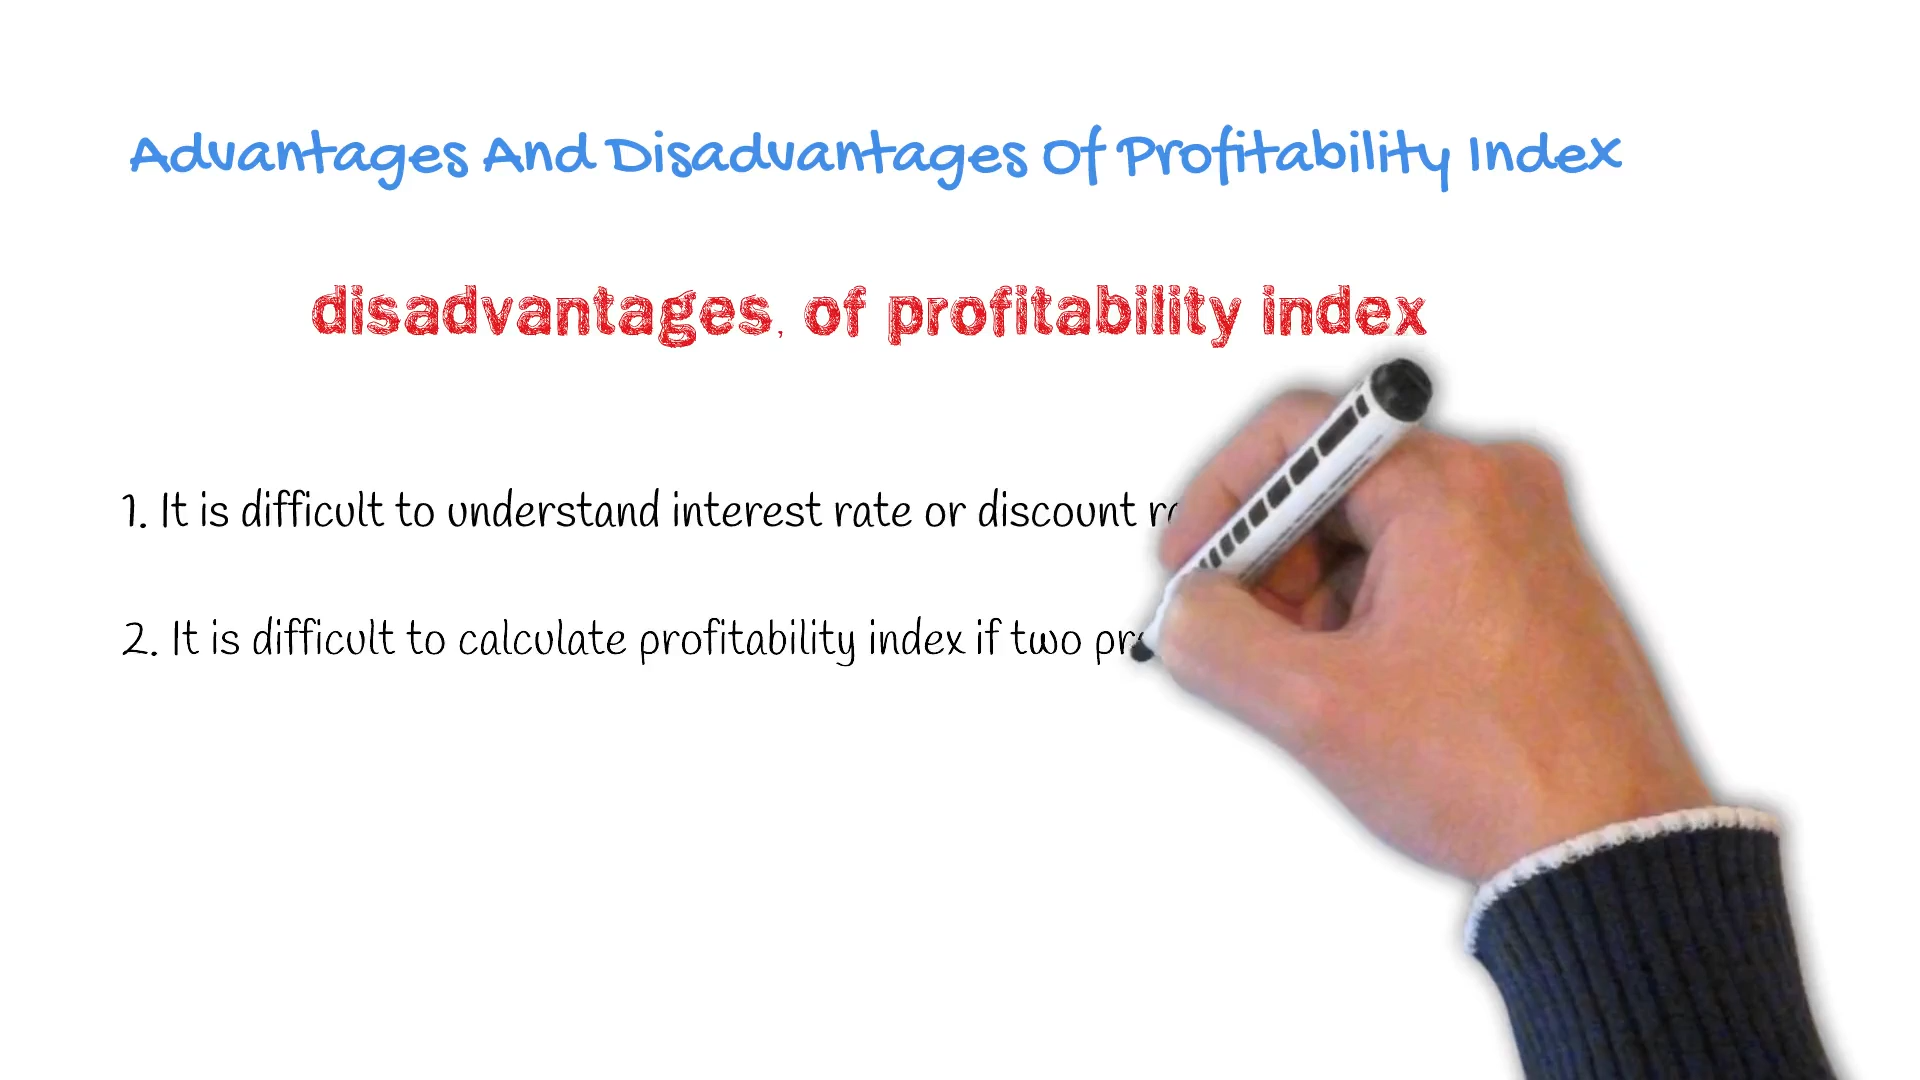 Advantages And Disadvantages Of Profitability Index
disadvantages, of profitability index
1. It is difficult to understand interest rate or discount
2. It is difficult to calculate profitability index if two